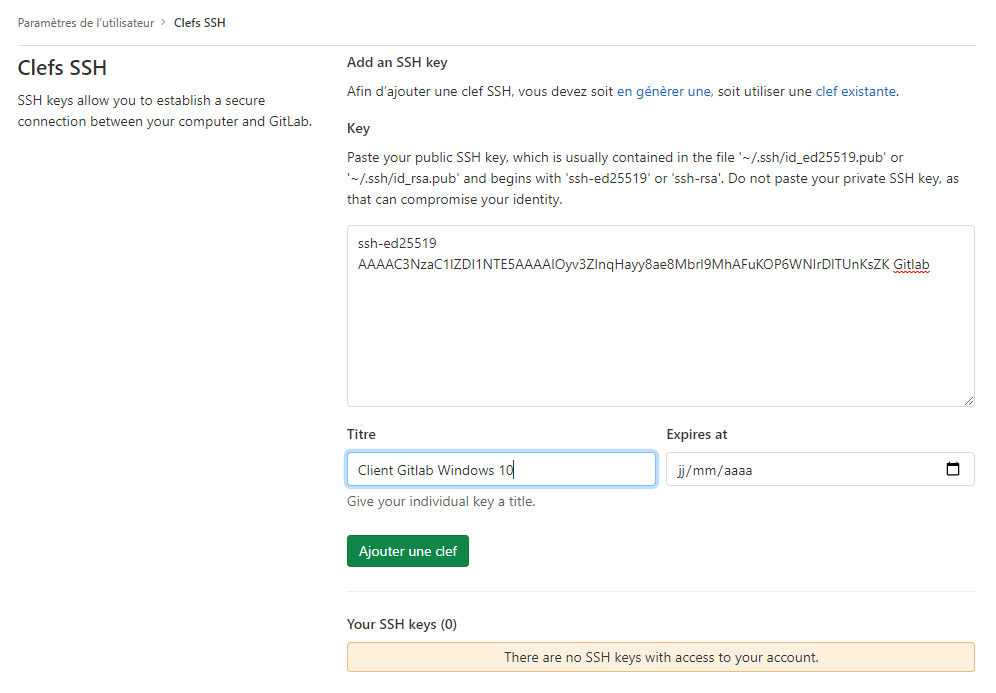 Paramètres de l'utilisateur > Clefs SSH
Clefs SSH
SSH keys allow you to establish a secure
connection between your computer and GitLab.
Add an SSH key
Afin d'ajouter une clef SSH, vous devez soit en génèrer une, soit utiliser une clef existante.
Key
Paste your public SSH key, which is usually contained in the file '~/.ssh/id_ed25519.pub' or
'~/.ssh/id_rsa.pub' and begins with 'ssh-ed25519' or 'ssh-rsa'. Do not paste your private SSH key, as
that can compromise your identity.
ssh-ed25519
AAAAC3NzaC1lZDI1NTE5AAAAIOyv3ZInqHayy8ae8Mbrl9MhAFuKOP6WNIrDlTUnKsZK Gitlab
Titre
Client Gitlab Windows 10
Give your individual key a title.
Expires at
jj/mm/aaaa
Ajouter une clef
Your SSH keys (0)
There are no SSH keys with access to your account.